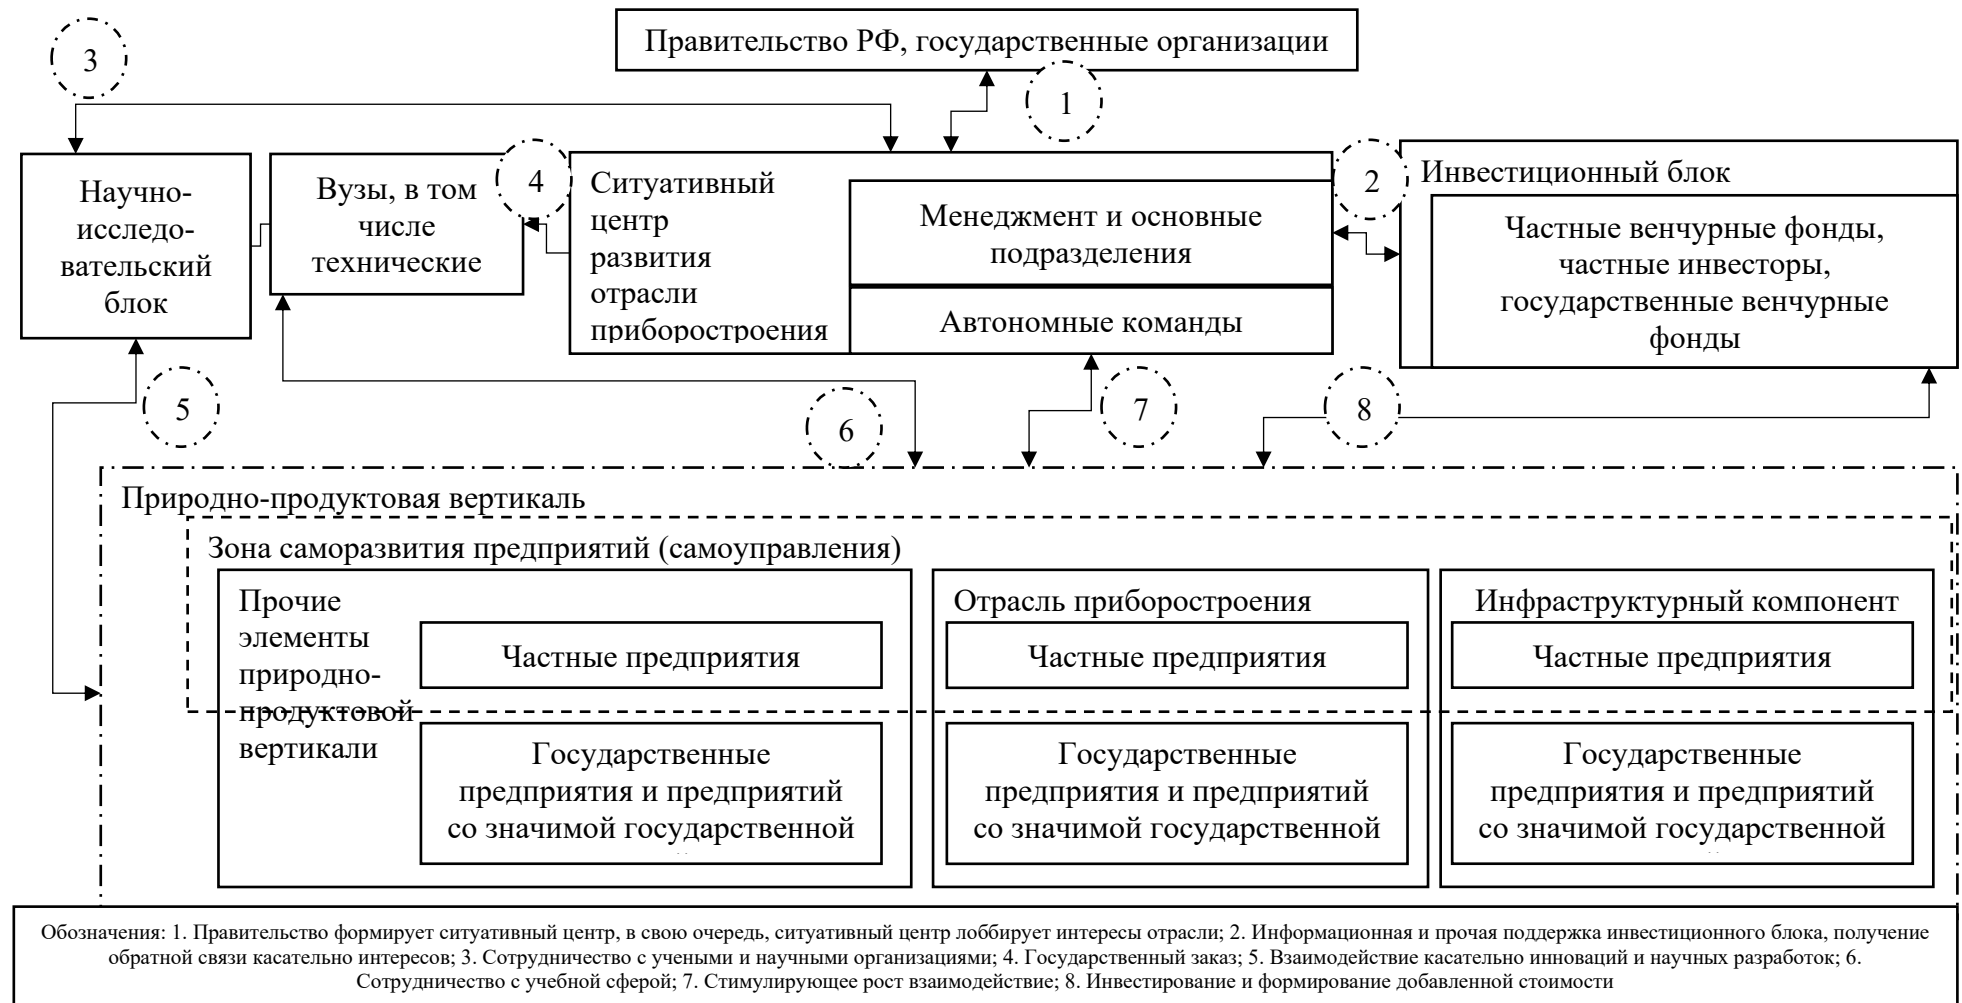 Правительство РФ, государственные организации
3
1
Научно-
исследо-
вательский
блок
Вузы, в том
числе
технические
4
Ситуативный
центр
развития
отрасли
приборостроения
Менеджмент и основные
подразделения
Автономные команды
2
Инвестиционный блок
Частные венчурные фонды,
частные инвесторы,
государственные венчурные
фонды
5
6
7
8
Природно-продуктовая вертикаль
Зона саморазвития предприятий (самоуправления)
Прочие
элементы
природно-
продуктовой
вертикали
Частные предприятия
Государственные
предприятия и предприятий
со значимой государственной
Отрасль приборостроения
Частные предприятия
Государственные
предприятия и предприятий
со значимой государственной
Инфраструктурный компонент
Частные предприятия
Государственные
предприятия и предприятий
со значимой государственной
Обозначения: 1. Правительство формирует ситуативный центр, в свою очередь, ситуативный центр лоббирует интересы отрасли; 2. Информационная и прочая поддержка инвестиционного блока, получение
обратной связи касательно интересов; 3. Сотрудничество с учеными и научными организациями; 4. Государственный заказ; 5. Взаимодействие касательно инноваций и научных разработок; 6.
Сотрудничество с учебной сферой; 7. Стимулирующее рост взаимодействие; 8. Инвестирование и формирование добавленной стоимости